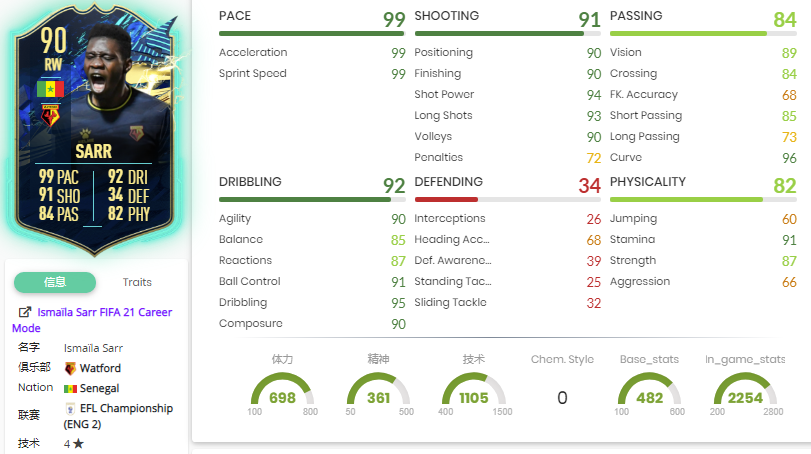 90
RW
SARR
99 PAC 92 DRI
91 SHO 34 DEF
84 PAS 82 PHY
信息 Traits
Ismaïla Sarr FIFA 21 Career
Mode
名字 Ismaïla Sarr
俱乐部 Watford
Nation Senegal
联赛 EFL Championship
(ENG 2)
技术 4 ★
PACE 99
Acceleration 99
Sprint Speed 99
SHOOTING 91
Positioning 90
Finishing 90
Shot Power 94
Long Shots 93
Volleys 90
Penalties 72
PASSING 84
Vision 89
Crossing 84
FK. Accuracy 68
Short Passing 85
Long Passing 73
Curve 96
DRIBBLING 92
Agility 90
Balance 85
Reactions 87
Ball Control 91
Dribbling 95
Composure 90
DEFENDING 34
Interceptions 26
Heading Acc... 68
Def. Awarene... 39
Standing Tac... 25
Sliding Tackle 32
PHYSICALITY 82
Jumping 60
Stamina 91
Strength 87
Aggression 66
体力 精神 技术 Chem. Style Base_stats In_game_stats
698 361 1105 0 482 2254
100 800 50 500 400 1500 100 600 200 2800